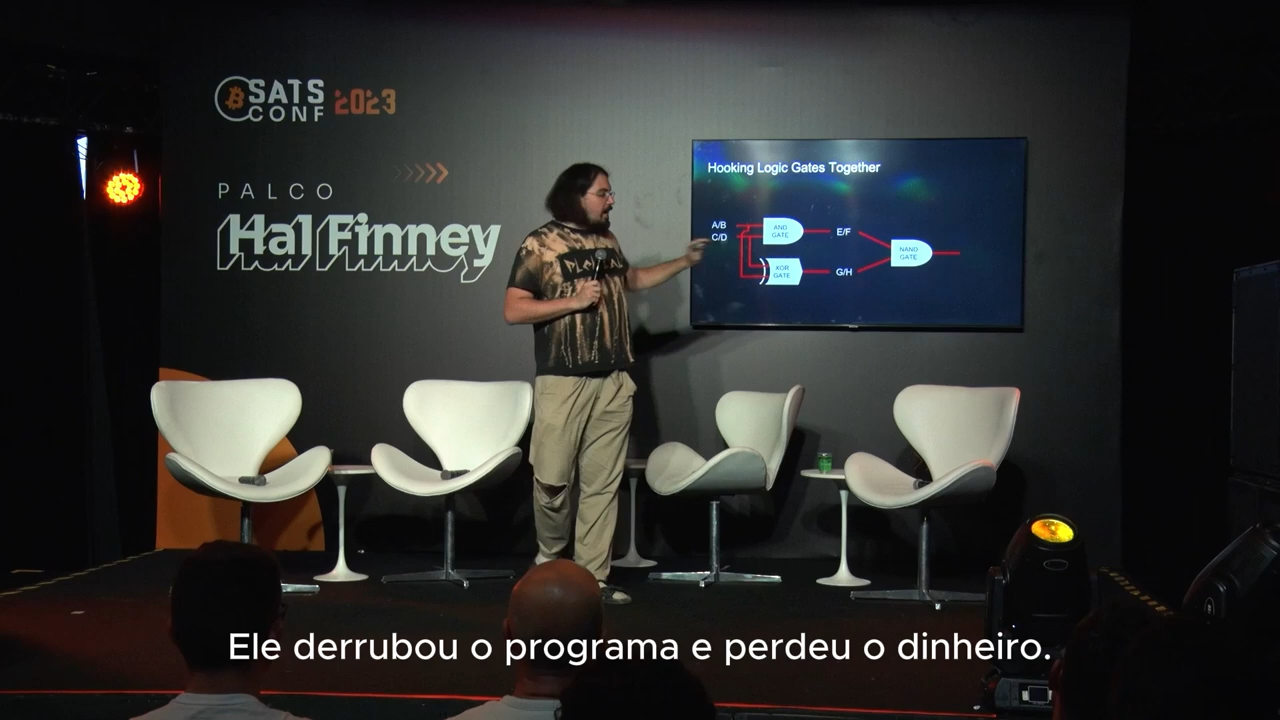 SATS
CONF 2023
PALCO
Hal Finney
Hooking Logic Gates Together
A/B
C/D
AND
GATE
E/F
XOR
GATE
G/H
NAND
GATE
Ele derrubou o programa e perdeu o dinheiro.